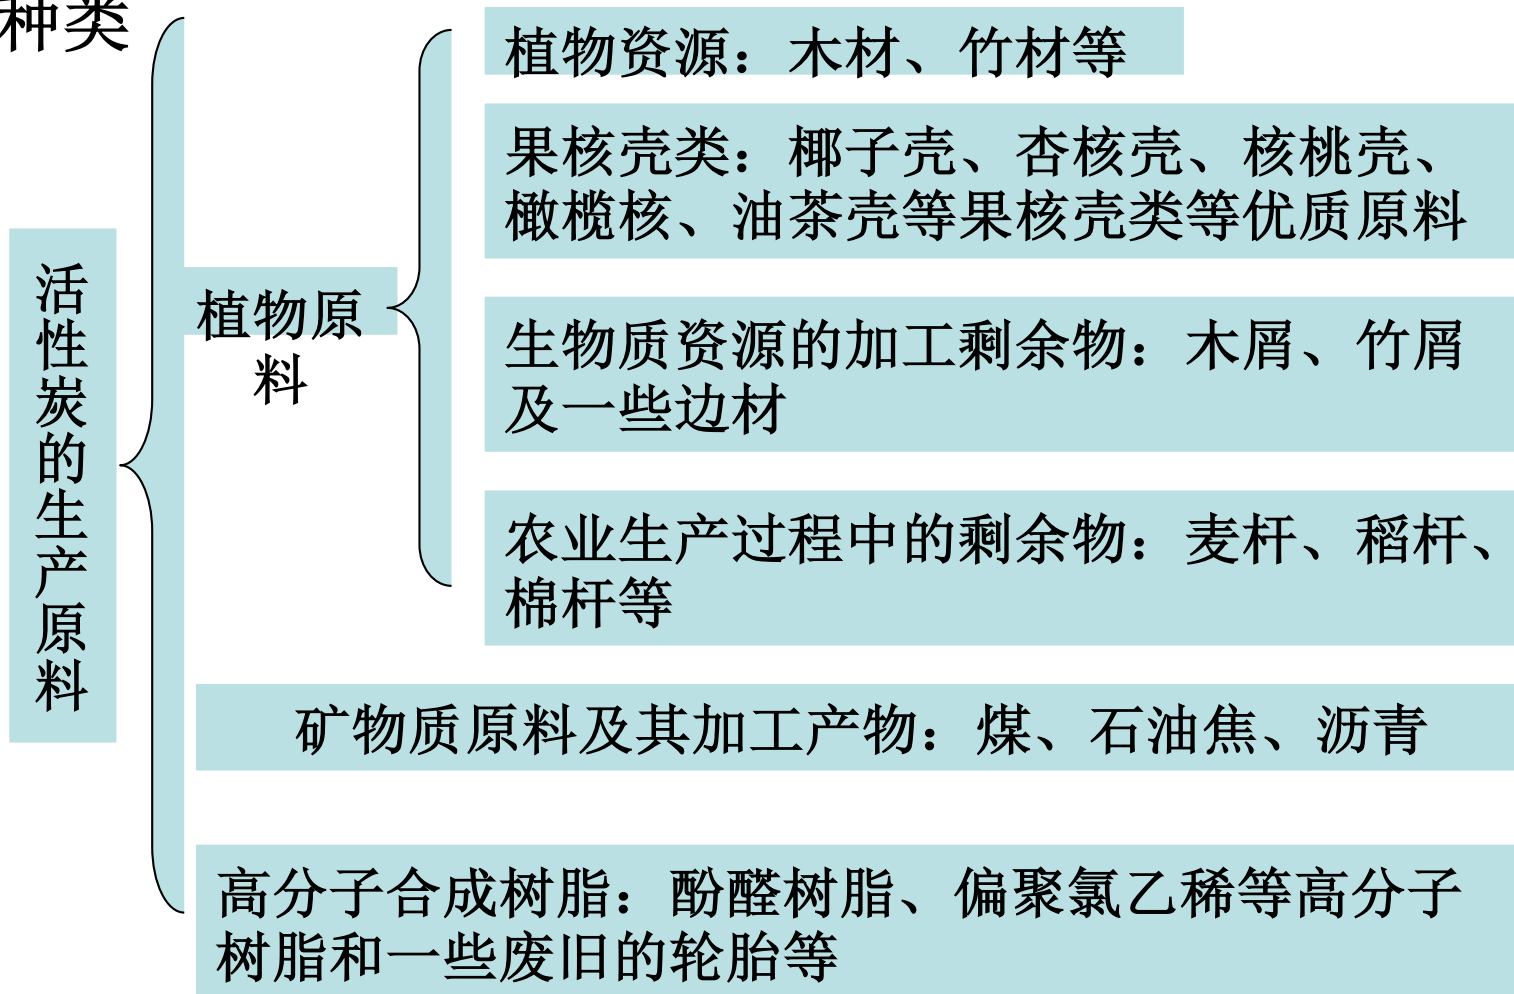 种类
活性炭的生产原料
植物原
料
植物资源：木材、竹材等
果核壳类：椰子壳、杏核壳、核桃壳、
橄榄核、油茶壳等果核壳类等优质原料
生物质资源的加工剩余物：木屑、竹屑
及一些边材
农业生产过程中的剩余物：麦杆、稻杆、
棉杆等
矿物质原料及其加工产物：煤、石油焦、沥青
高分子合成树脂：酚醛树脂、偏聚氯乙稀等高分子
树脂和一些废旧的轮胎等